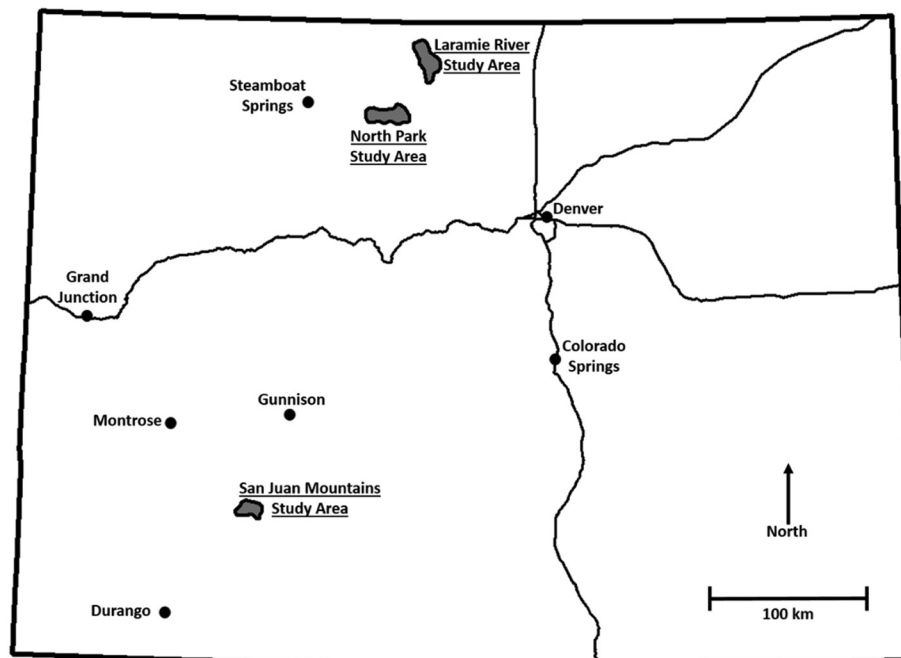 Laramie River
Study Area
Steamboat
Springs
North Park
Study Area
Denver
Grand
Junction
Colorado
Springs
Gunnison
Montrose
San Juan Mountains
Study Area
North
Durango
100 km